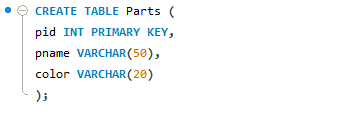 CREATE TABLE Parts (
pid INT PRIMARY KEY,
pname VARCHAR(50),
color VARCHAR(20)
);